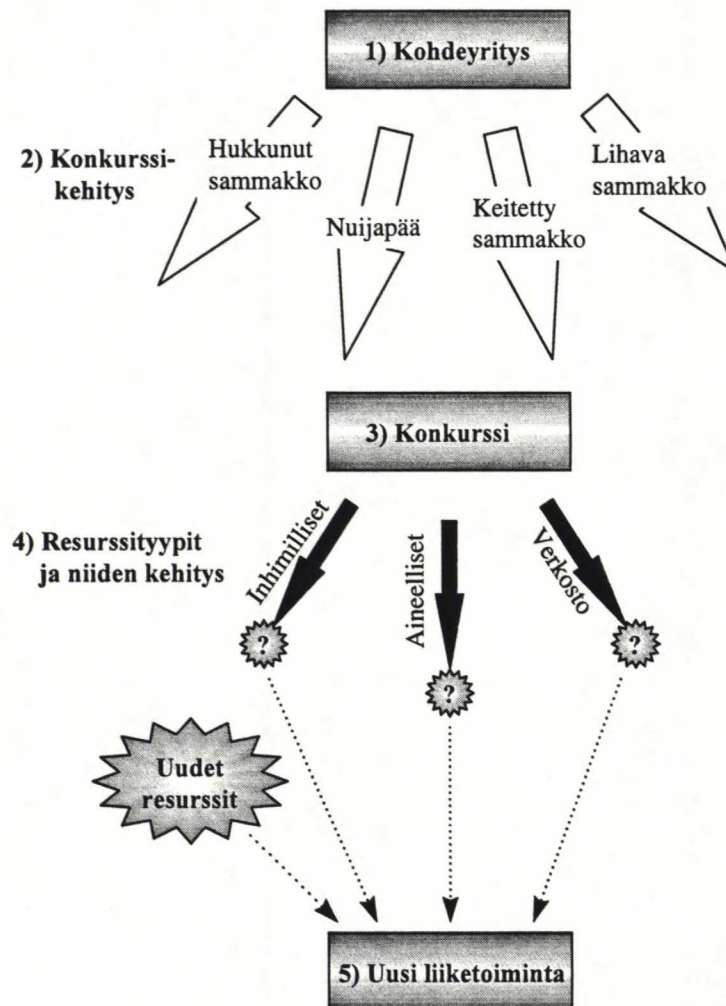 1) Kohdeyritys
2) Konkurssi-
kehitys
Hukkunut
sammakko
Nuijapää
Keitetty
sammakko
Lihava
sammakko
3) Konkurssi
4) Resurssityypit
ja niiden kehitys
Inhimilliset
Aineelliset
Verkosto
?
?
?
Uudet
resurssit
5) Uusi liiketoiminta